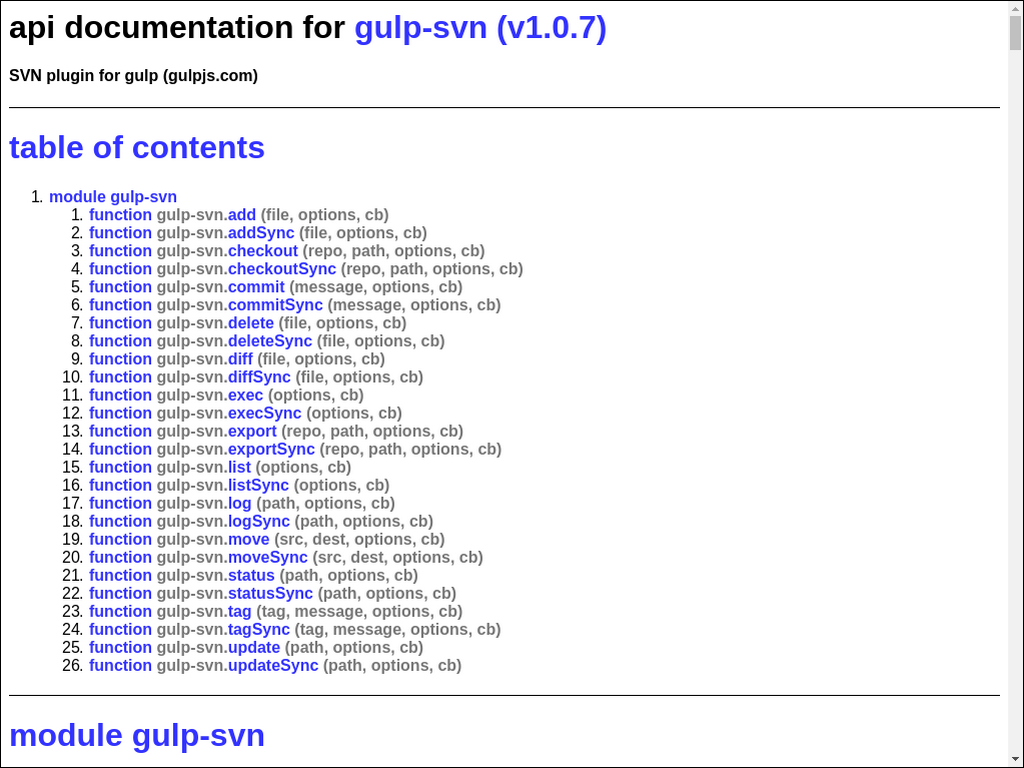 api documentation for gulp-svn (v1.0.7)
SVN plugin for gulp (gulpjs.com)
table of contents
1. module gulp-svn
1. function gulp-svn.add (file, options, cb)
2. function gulp-svn.addSync (file, options, cb)
3. function gulp-svn.checkout (repo, path, options, cb)
4. function gulp-svn.checkoutSync (repo, path, options, cb)
5. function gulp-svn.commit (message, options, cb)
6. function gulp-svn.commitSync (message, options, cb)
7. function gulp-svn.delete (file, options, cb)
8. function gulp-svn.deleteSync (file, options, cb)
9. function gulp-svn.diff (file, options, cb)
10. function gulp-svn.diffSync (file, options, cb)
11. function gulp-svn.exec (options, cb)
12. function gulp-svn.execSync (options, cb)
13. function gulp-svn.export (repo, path, options, cb)
14. function gulp-svn.exportSync (repo, path, options, cb)
15. function gulp-svn.list (options, cb)
16. function gulp-svn.listSync (options, cb)
17. function gulp-svn.log (path, options, cb)
18. function gulp-svn.logSync (path, options, cb)
19. function gulp-svn.move (src, dest, options, cb)
20. function gulp-svn.moveSync (src, dest, options, cb)
21. function gulp-svn.status (path, options, cb)
22. function gulp-svn.statusSync (path, options, cb)
23. function gulp-svn.tag (tag, message, options, cb)
24. function gulp-svn.tagSync (tag, message, options, cb)
25. function gulp-svn.update (path, options, cb)
26. function gulp-svn.updateSync (path, options, cb)
module gulp-svn